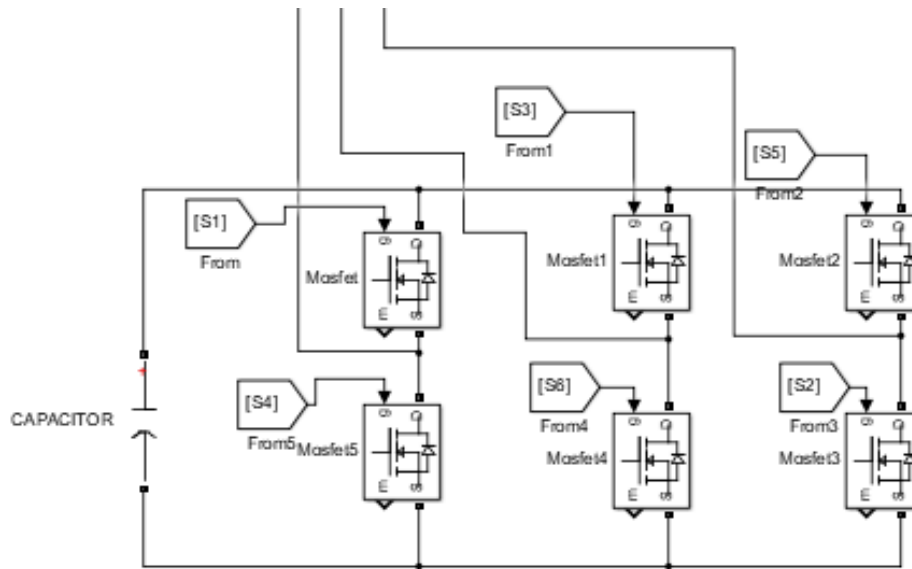 [S3]
From1
[S5]
From2
[S1]
From
g
D
Mosfet
m
S
g
D
Mosfet1
m
S
g
D
Mosfet2
m
S
CAPACITOR
+
[S4]
From5
g
D
Mosfet5
m
S
[S6]
From4
g
D
Mosfet4
m
S
[S2]
From3
g
D
Mosfet3
m
S